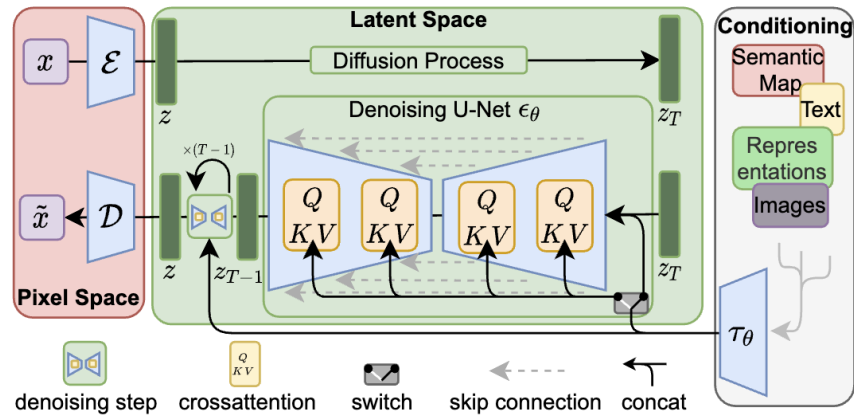 Latent Space
Conditioning
x
ℰ
z
Diffusion Process
z_T
Semantic
Map
Text
Repres
entations
Images
Denoising U-Net ϵ_θ
×(T−1)
x̃
𝒟
z
z_{T−1}
Q
KV
Q
KV
Q
KV
Q
KV
z_T
Pixel Space
τ_θ
Q
KV
denoising step
crossattention
switch
skip connection
concat